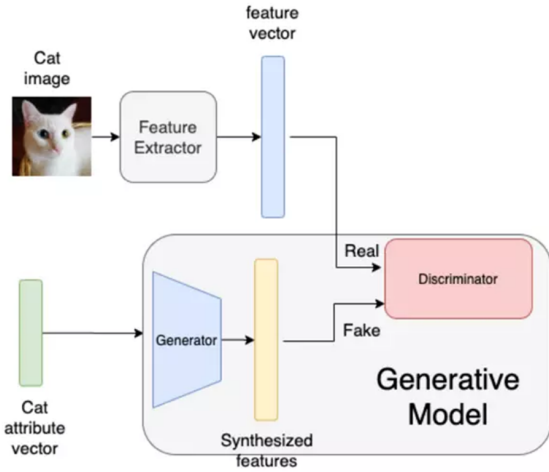 feature
vector
Cat
image
Feature
Extractor
Real
Discriminator
Generator
Fake
Generative
Model
Cat
attribute
vector
Synthesized
features